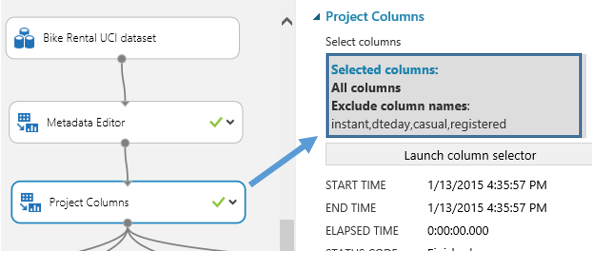 Bike Rental UCI dataset
Metadata Editor
Project Columns
Project Columns
Select columns
Selected columns:
All columns
Exclude column names:
instant,dteday,casual,registered
Launch column selector
START TIME 1/13/2015 4:35:57 PM
END TIME 1/13/2015 4:35:57 PM
ELAPSED TIME 0:00:00.000